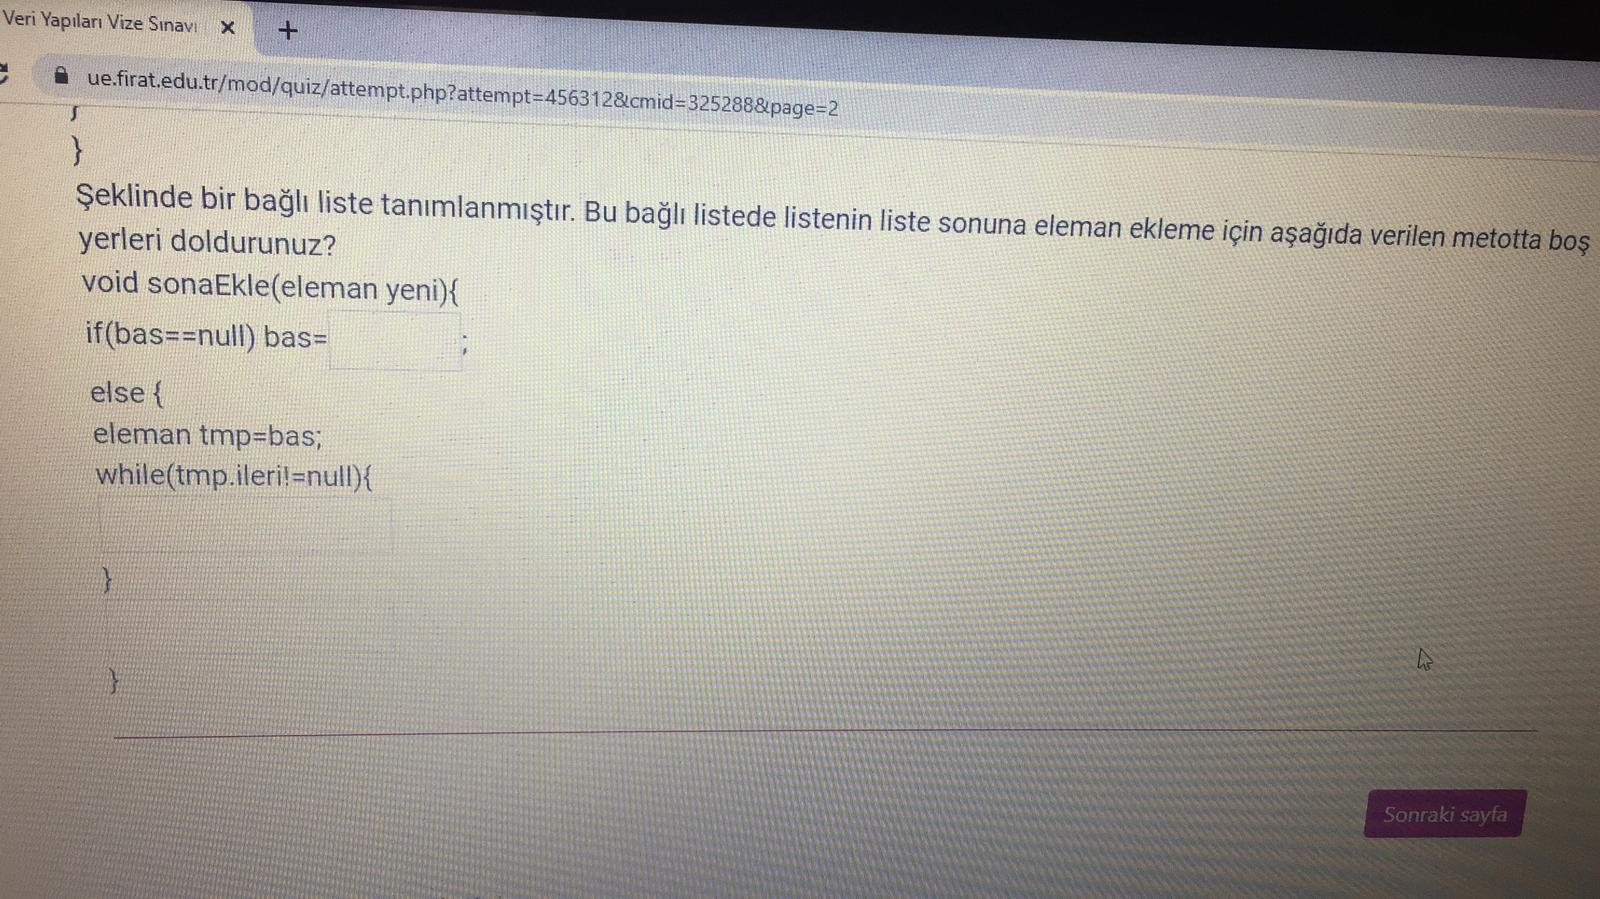 Veri Yapıları Vize Sınavı
ue.firat.edu.tr/mod/quiz/attempt.php?attempt=456312&cmid=325288&page=2
}
}
Şeklinde bir bağlı liste tanımlanmıştır. Bu bağlı listede listenin liste sonuna eleman ekleme için aşağıda verilen metotta boş
yerleri doldurunuz?
void sonaEkle(eleman yeni){
if(bas==null) bas= ;
else {
eleman tmp=bas;
while(tmp.ileri!=null){
}
}
Sonraki sayfa